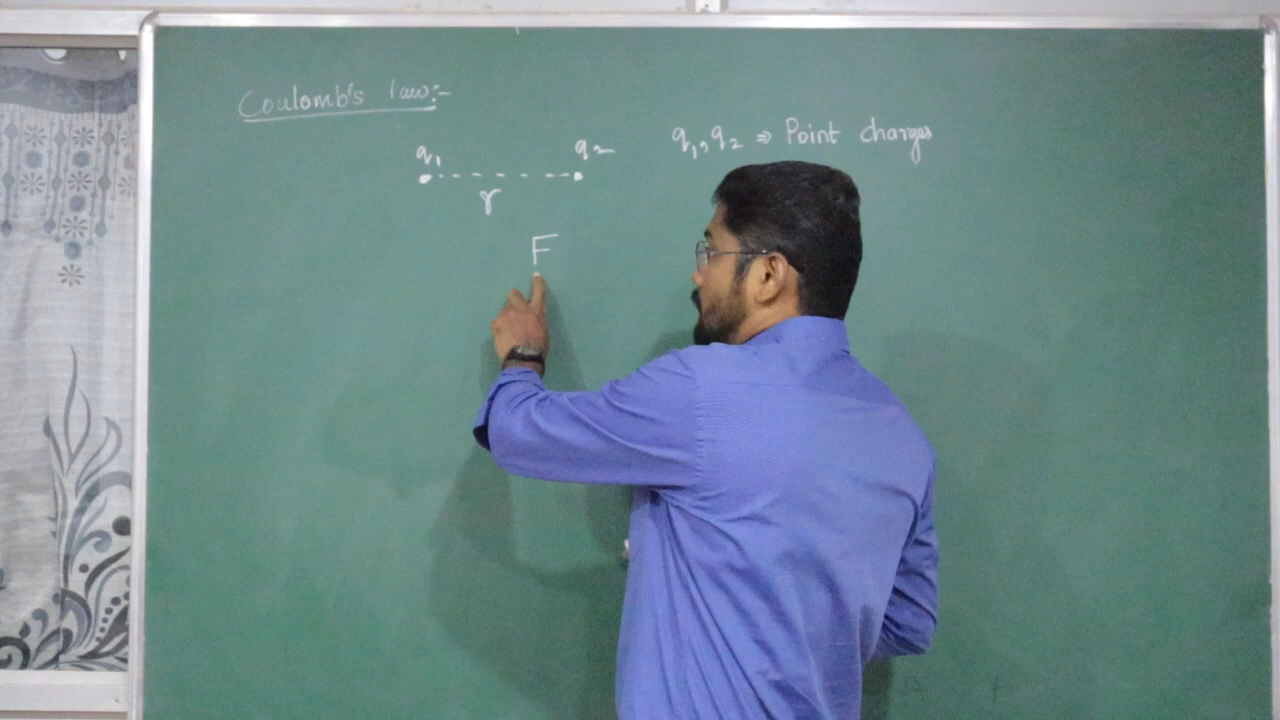 Coulomb's law:-
q₁ q₂
r
F
q₁, q₂ ⇒ Point charges